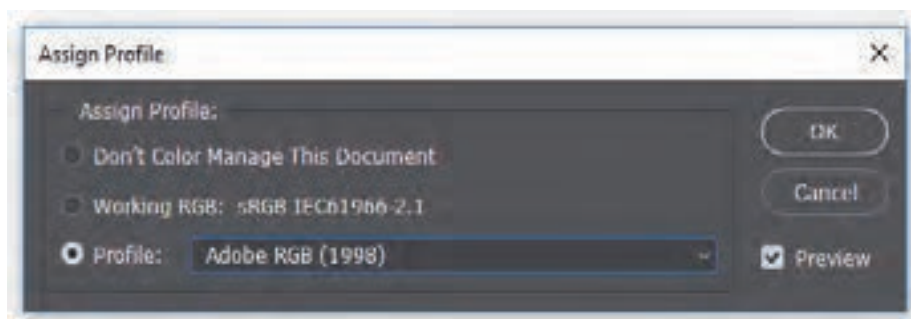 Assign Profile
Assign Profile:
Don't Color Manage This Document
Working RGB: sRGB IEC61966-2.1
Profile: Adobe RGB (1998)
OK
Cancel
Preview